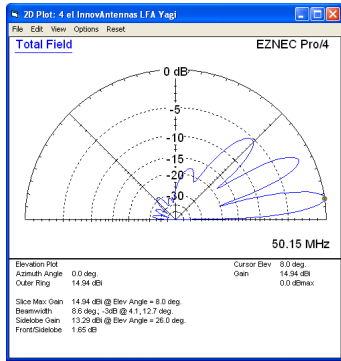 2D Plot: 4 el InnovAntennas LFA Yagi
File Edit View Options Reset
Total Field
EZNEC Pro/4
0 dB
-5
-10
-15
-20
-30
50.15 MHz
Elevation Plot
Cursor Elev 8.0 deg.
Azimuth Angle 0.0 deg.
Gain 14.94 dBi
Outer Ring 14.94 dBi
0.0 dBmax
Slice Max Gain 14.94 dBi @ Elev Angle = 8.0 deg.
Beamwidth 8.6 deg.; -3dB @ 4.1, 12.7 deg.
Sidelobe Gain 13.29 dBi @ Elev Angle = 26.0 deg.
Front/Sidelobe 1.65 dB